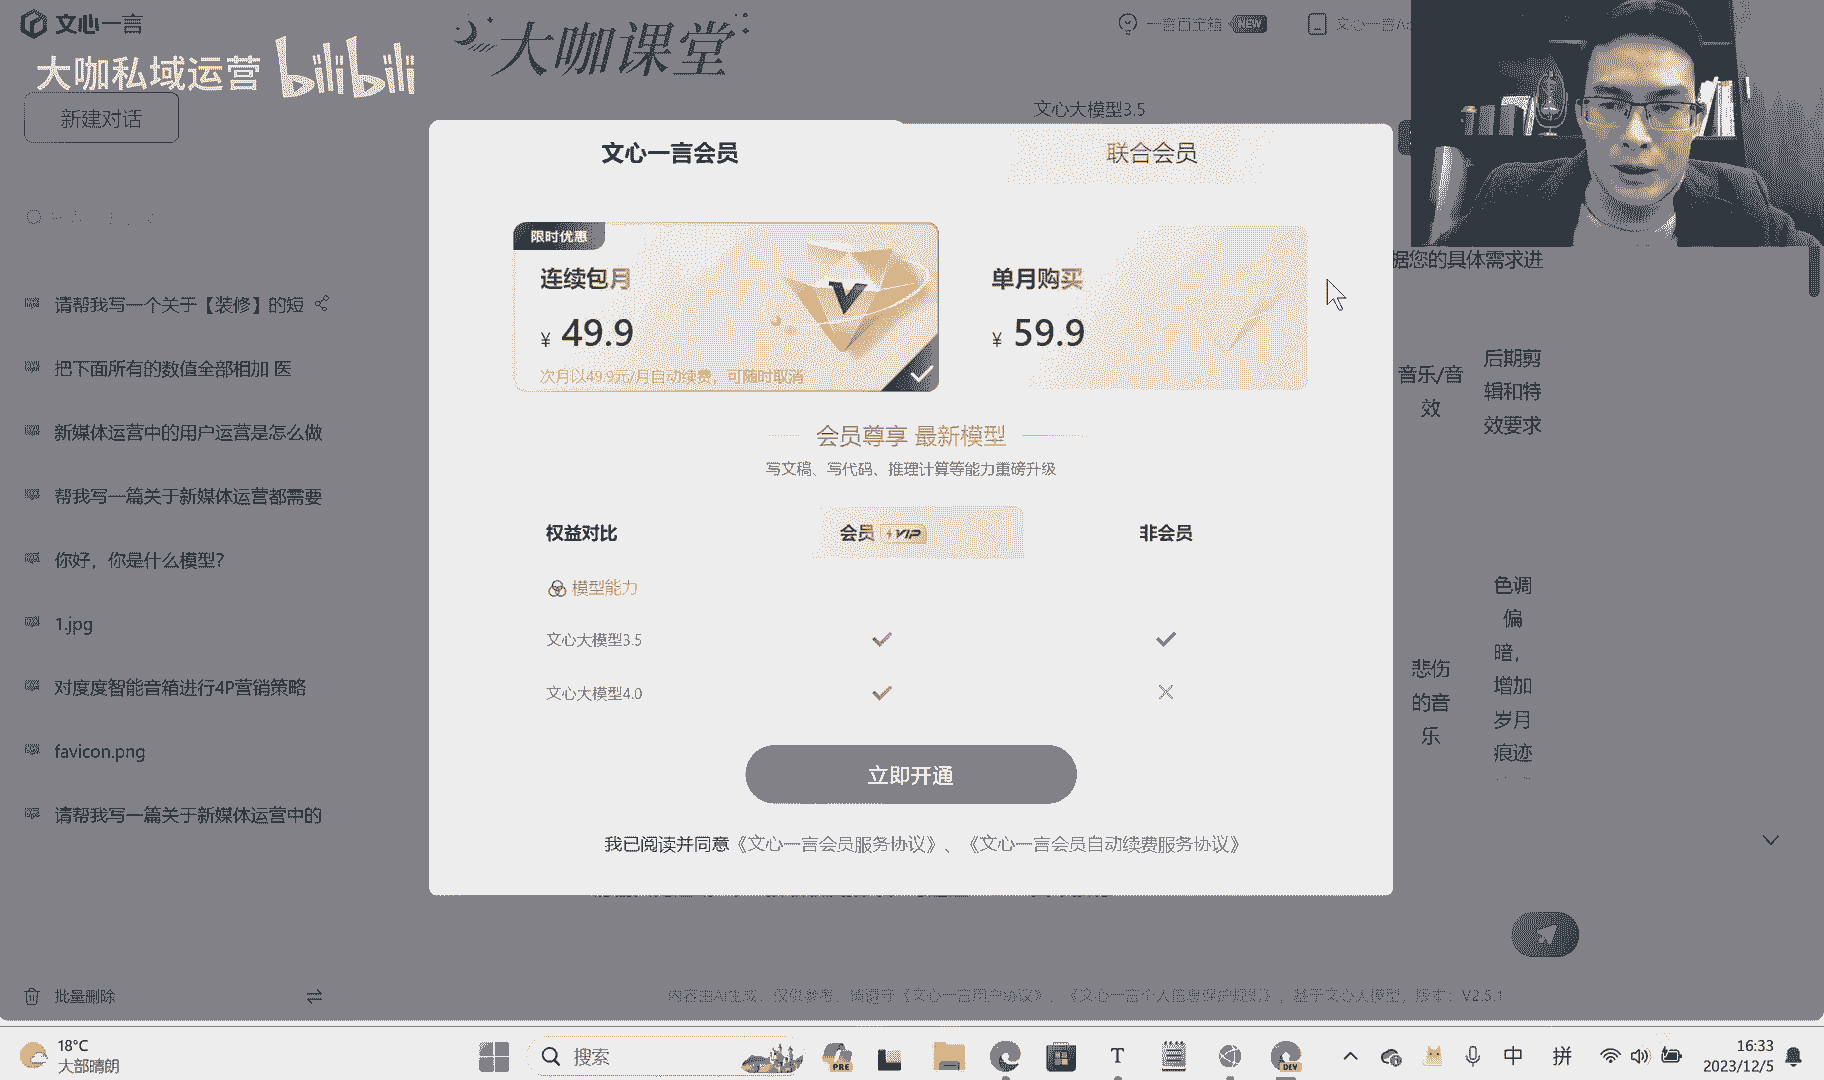 文心一言
大咖课堂
NEW
大咖私域运营 bilibili
新建对话
文心大模型3.5
文心一言会员
联合会员
限时优惠
连续包月
¥ 49.9
次月以49.9元/月自动续费，可随时取消
单月购买
¥ 59.9
据您的具体需求进
会员尊享 最新模型
写文稿、写代码、推理计算等能力重磅升级
权益对比
会员 VIP
非会员
模型能力
文心大模型3.5
文心大模型4.0
立即开通
我已阅读并同意《文心一言会员服务协议》、《文心一言会员自动续费服务协议》
请帮我写一个关于【装修】的短
把下面所有的数值全部相加 医
新媒体运营中的用户运营是怎么做
帮我写一篇关于新媒体运营都需要
你好，你是什么模型？
1.jpg
对度度智能音箱进行4P营销策略
favicon.png
请帮我写一篇关于新媒体运营中的
音乐/音
效
后期剪
辑和特
效要求
悲伤
的音
乐
色调
偏
暗，
增加
岁月
痕迹
批量删除
内容由AI生成，仅供参考，请遵守《文心一言用户协议》、《文心一言个人信息保护规则》，基于文心大模型，版本：V2.5.1
18°C
大部晴朗
搜索
PRE
DEV
中
拼
16:33
2023/12/5